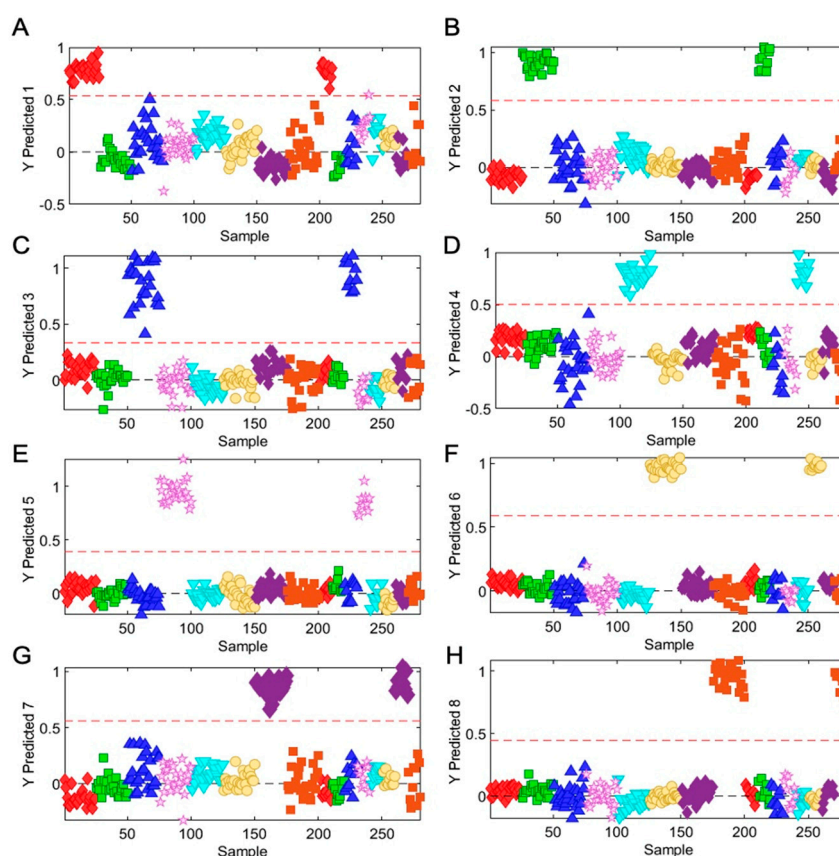 A
Y Predicted 1
1
0.5
0
-0.5
50
100
150
200
250
Sample
B
Y Predicted 2
1
0.5
0
50
100
150
200
250
Sample
C
Y Predicted 3
1
0.5
0
50
100
150
200
250
Sample
D
Y Predicted 4
1
0.5
0
-0.5
50
100
150
200
250
Sample
E
Y Predicted 5
1
0.5
0
50
100
150
200
250
Sample
F
Y Predicted 6
1
0.5
0
50
100
150
200
250
Sample
G
Y Predicted 7
1
0.5
0
50
100
150
200
250
Sample
H
Y Predicted 8
1
0.5
0
50
100
150
200
250
Sample